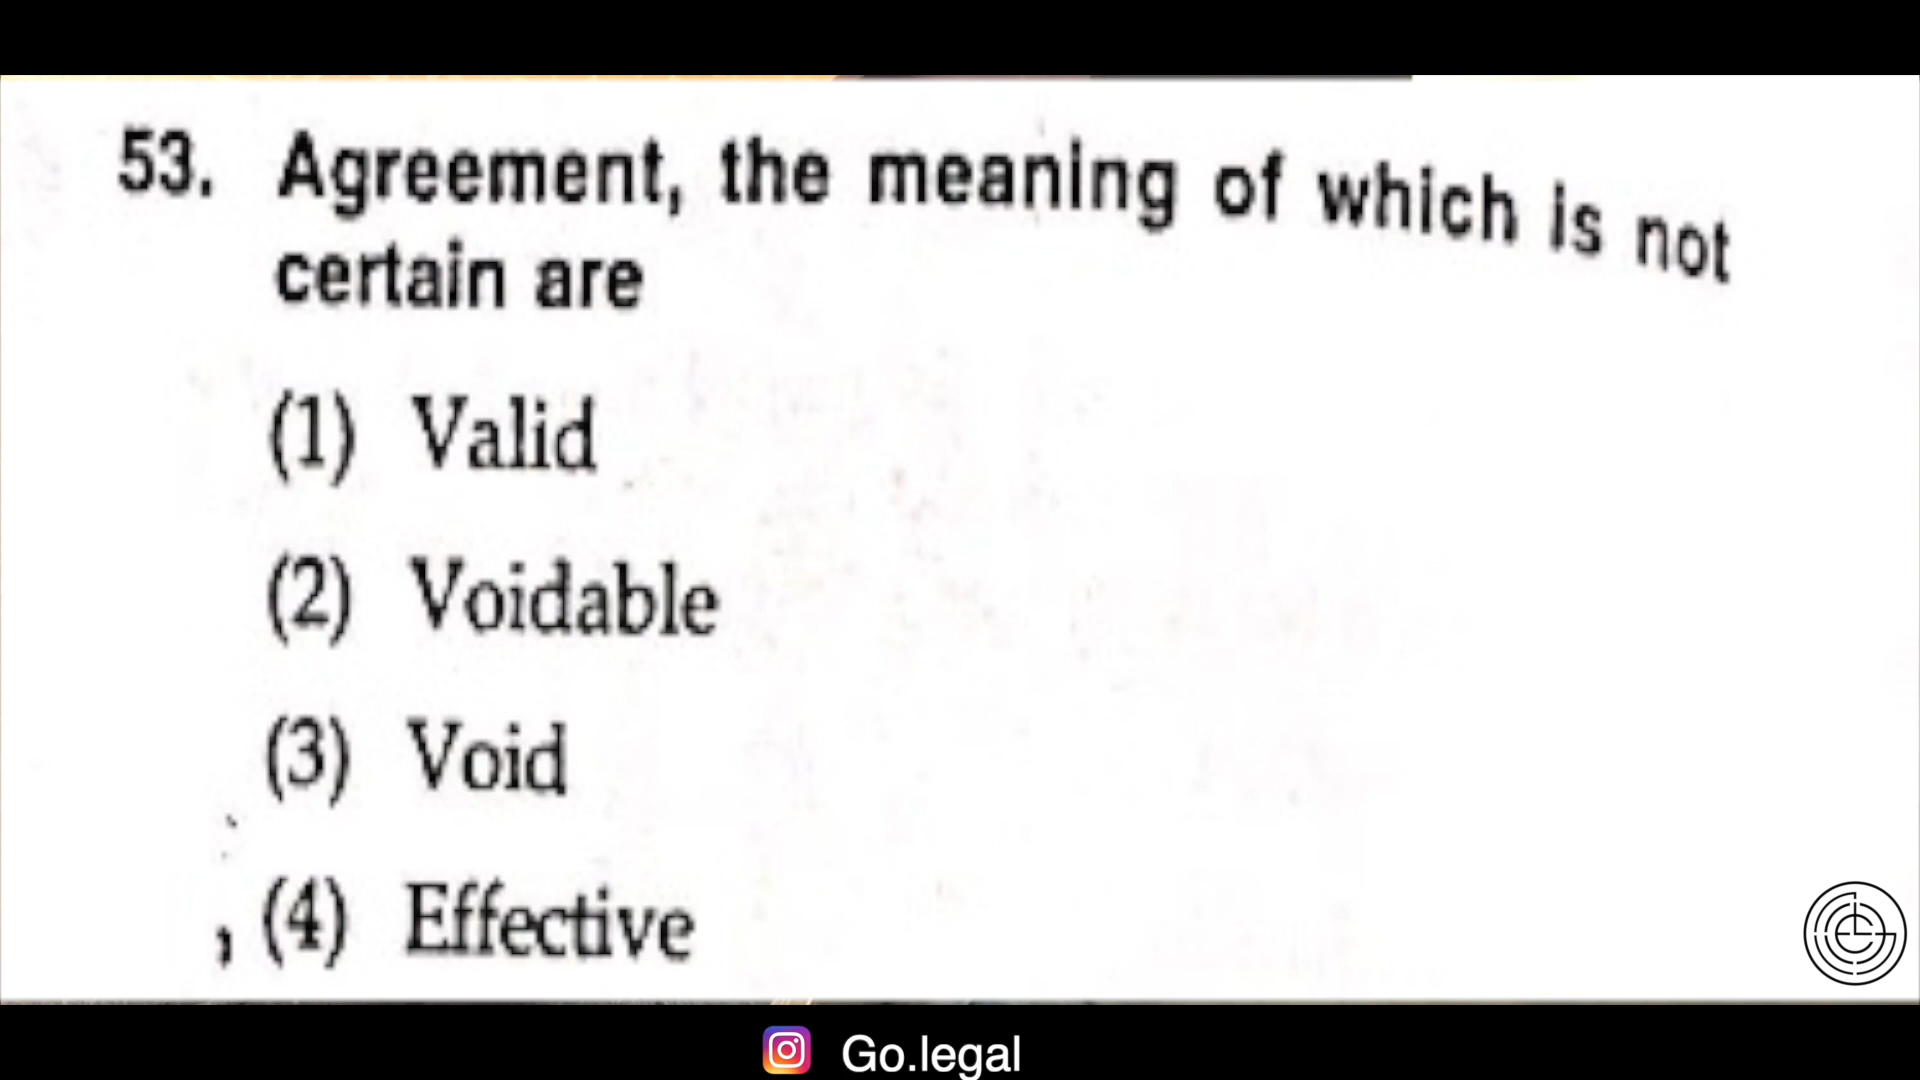 53. Agreement, the meaning of which is not
certain are
(1) Valid
(2) Voidable
(3) Void
(4) Effective
Go.legal